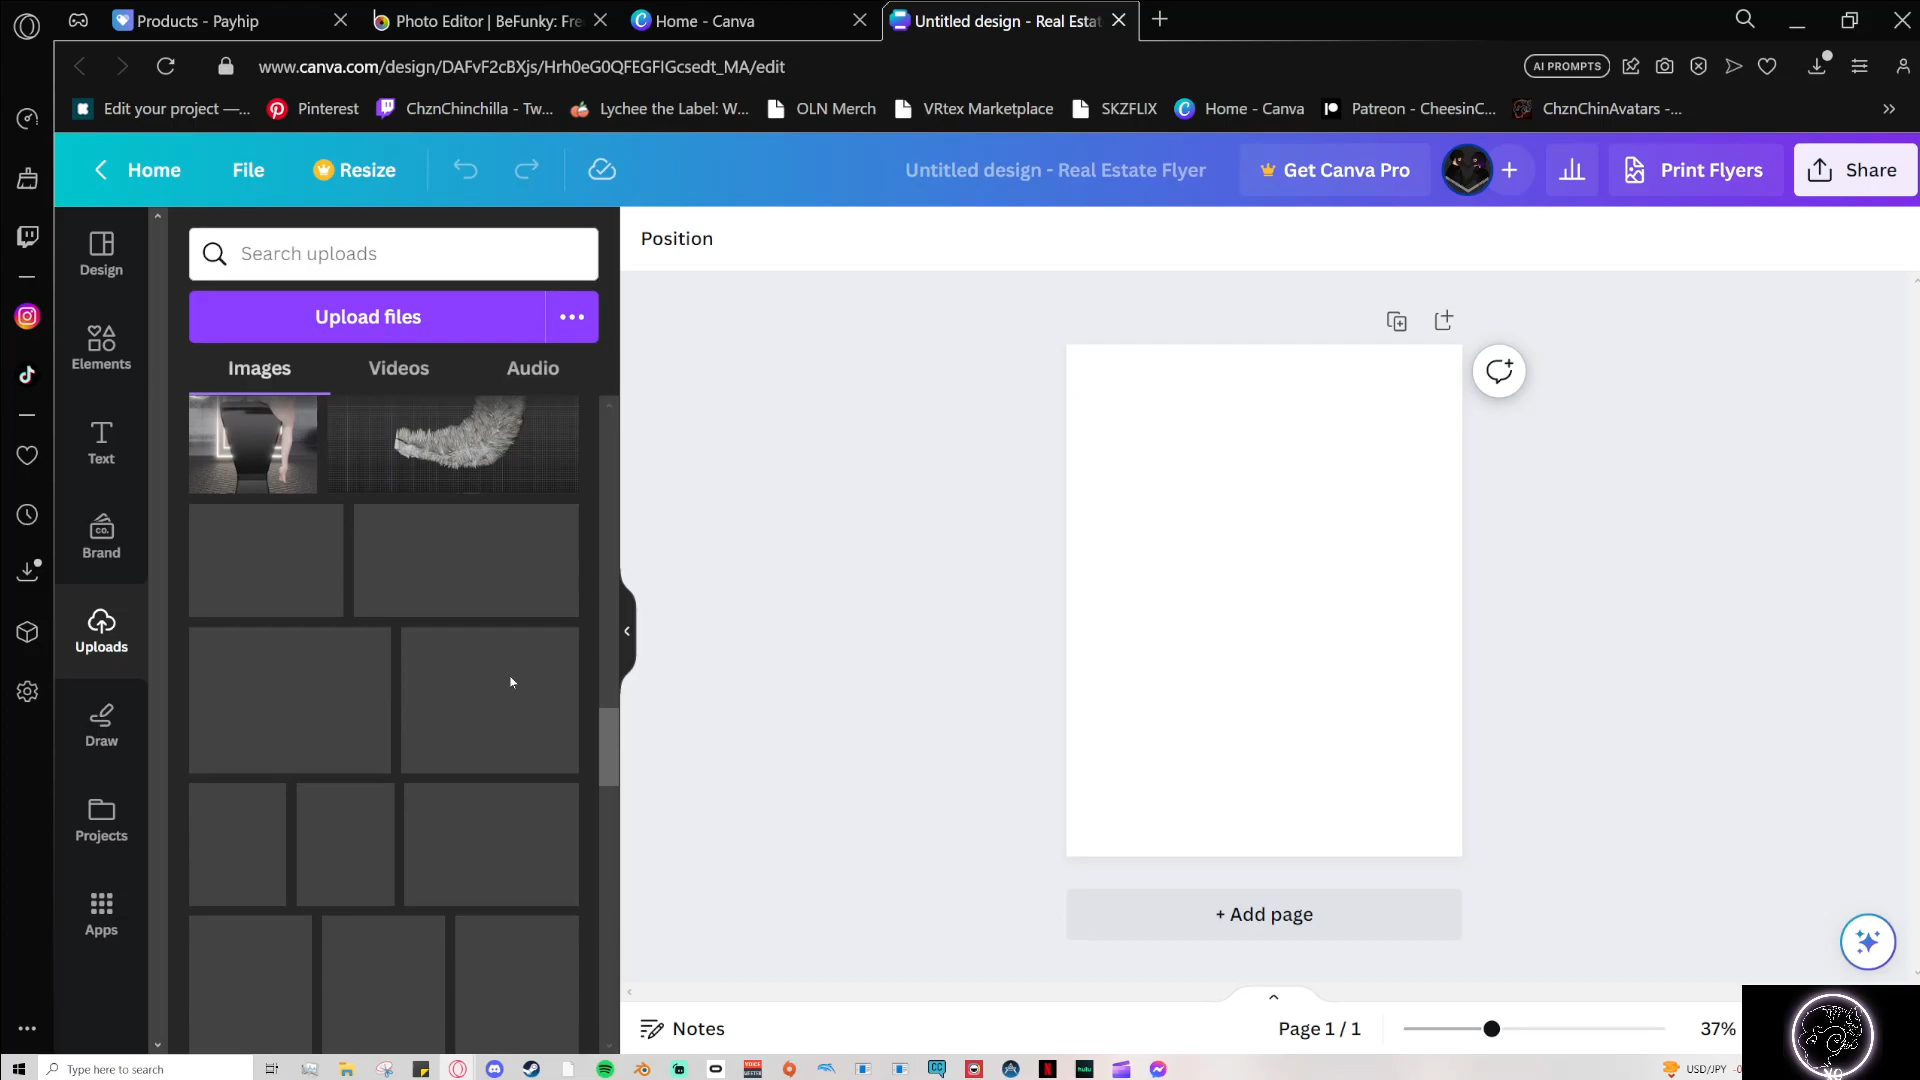 Products - Payhip
Photo Editor | BeFunky: Fre
Home - Canva
Untitled design - Real Estat
www.canva.com/design/DAFvF2cBXjs/Hrh0eG0QFEGFIGcsedt_MA/edit
AI PROMPTS
Edit your project —...
Pinterest
ChznChinchilla - Tw...
Lychee the Label: W...
OLN Merch
VRtex Marketplace
SKZFLIX
Home - Canva
Patreon - CheesinC...
ChznChinAvatars -...
Home
File
Resize
Untitled design - Real Estate Flyer
Get Canva Pro
Print Flyers
Share
Design
Elements
Text
CO.
Brand
Uploads
Draw
Projects
Apps
Search uploads
Upload files
Images
Videos
Audio
Position
+ Add page
Notes
Page 1 / 1
37%
Type here to search
USD/JPY